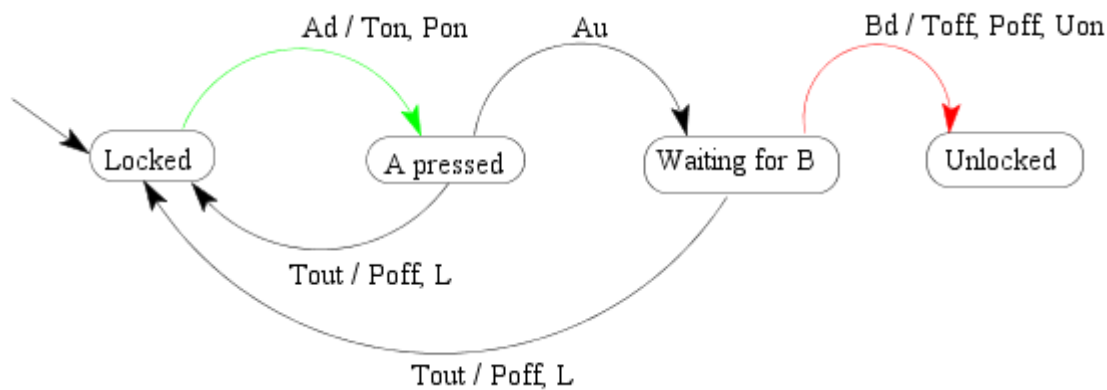 Ad / Ton, Pon
Au
Bd / Toff, Poff, Uon
Locked
A pressed
Waiting for B
Unlocked
Tout / Poff, L
Tout / Poff, L